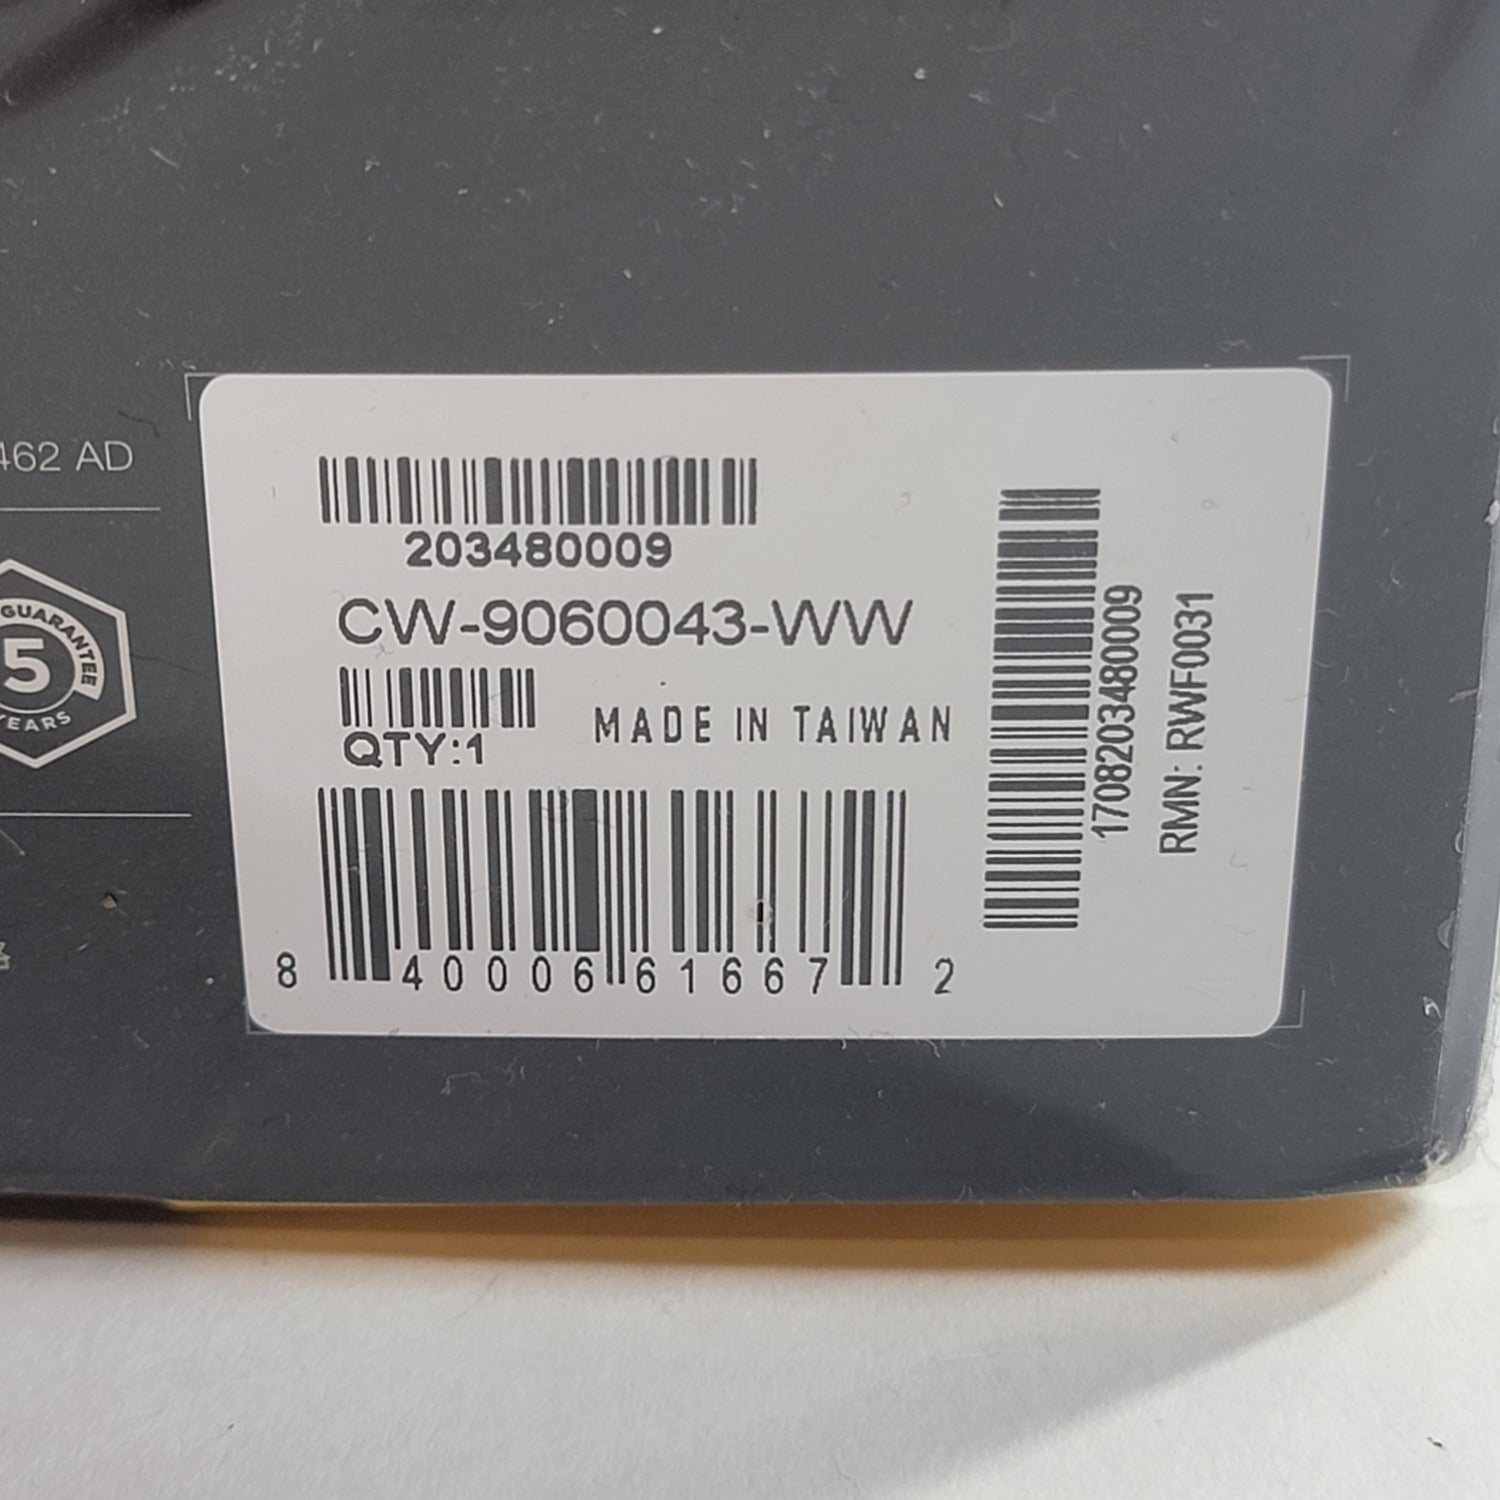 462 AD
GUARANTEE
5
YEARS
203480009
CW-9060043-WW
QTY:1
MADE IN TAIWAN
8 40006 61667 2
17082034800009
RMN: RWF0031